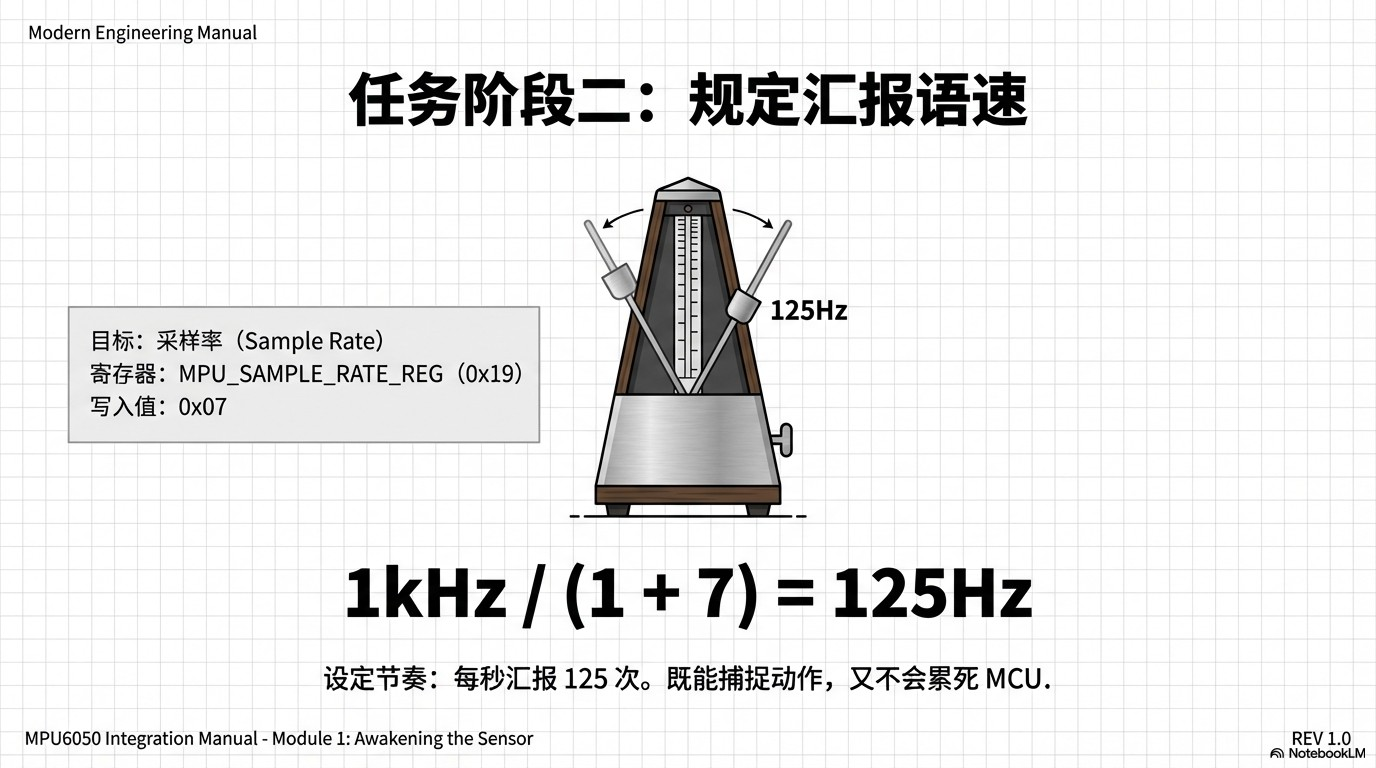 Modern Engineering Manual
任务阶段二：规定汇报语速
125Hz
目标：采样率（Sample Rate）
寄存器：MPU_SAMPLE_RATE_REG（0x19）
写入值：0x07
1kHz / (1 + 7) = 125Hz
设定节奏：每秒汇报 125 次。既能捕捉动作，又不会累死 MCU.
MPU6050 Integration Manual - Module 1: Awakening the Sensor
REV 1.0
NotebookLM